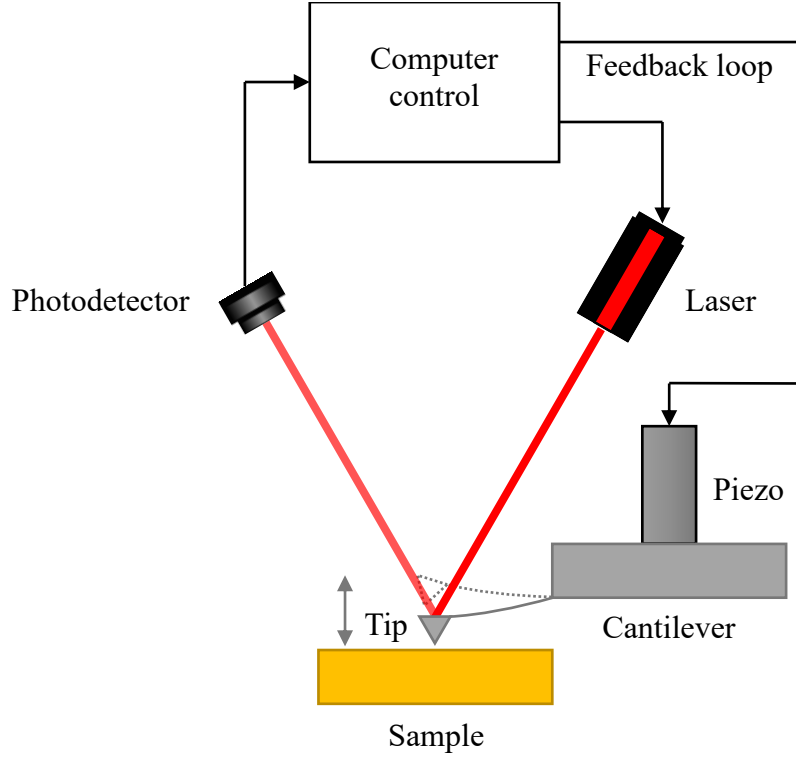 Computer
control
Feedback loop
Photodetector
Laser
Piezo
Tip
Cantilever
Sample